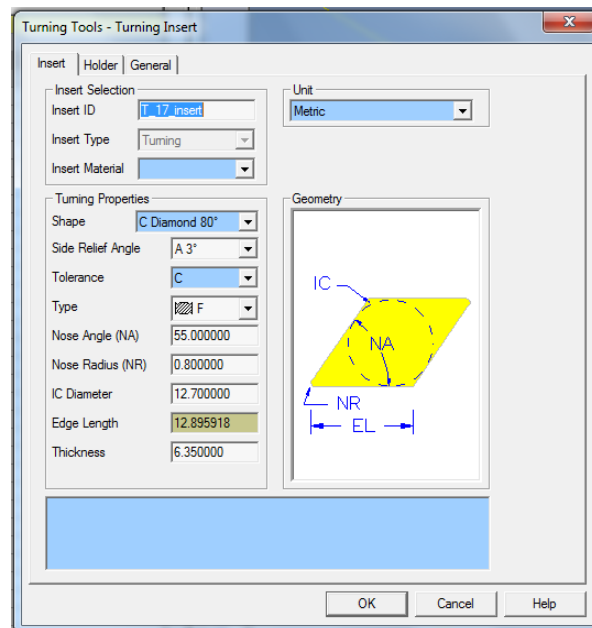 Turning Tools - Turning Insert
Insert Holder General
Insert Selection
Insert ID T_17_insert
Insert Type Turning
Insert Material
Unit
Metric
Turning Properties
Shape C Diamond 80°
Side Relief Angle A 3°
Tolerance C
Type F
Nose Angle (NA) 55.000000
Nose Radius (NR) 0.800000
IC Diameter 12.700000
Edge Length 12.895918
Thickness 6.350000
Geometry
IC
NA
NR
EL
OK Cancel Help